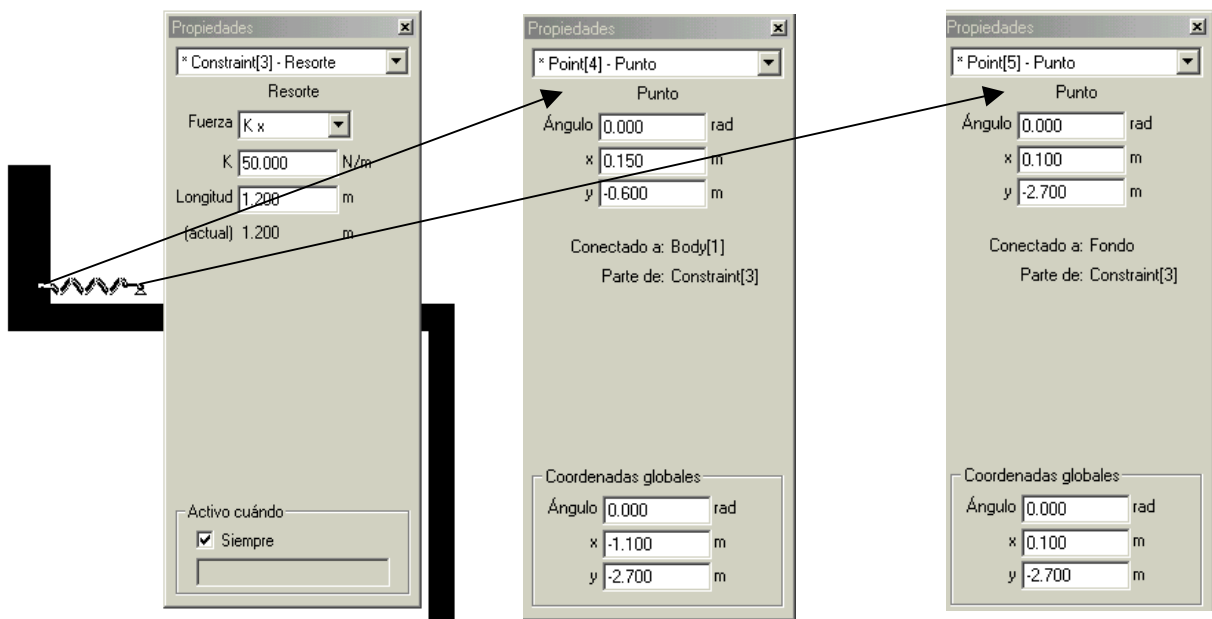 Propiedades
* Constraint[3] - Resorte
Resorte
Fuerza K x
K 50.000 N/m
Longitud 1.200 m
(actual) 1.200 m
Activo cuándo
Siempre
Propiedades
* Point[4] - Punto
Punto
Ángulo 0.000 rad
x 0.150 m
y -0.600 m
Conectado a: Body[1]
Parte de: Constraint[3]
Coordenadas globales
Ángulo 0.000 rad
x -1.100 m
y -2.700 m
Propiedades
* Point[5] - Punto
Punto
Ángulo 0.000 rad
x 0.100 m
y -2.700 m
Conectado a: Fondo
Parte de: Constraint[3]
Coordenadas globales
Ángulo 0.000 rad
x 0.100 m
y -2.700 m